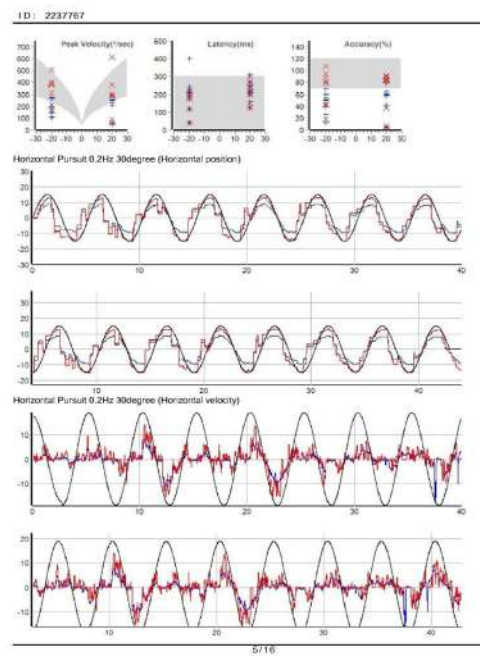 ID: 2237767
Peak Velocity(°/sec) Latency(ms) Accuracy(%)
700 600 140
600 500 120
500 400 100
400 300 80
300 200 60
200 100 40
100 20
0 0 0
-30 -20 -10 0 10 20 30 -30 -20 -10 0 10 20 30 -30 -20 -10 0 10 20 30
Horizontal Pursuit 0.2Hz 30degree (Horizontal position)
30
20
10
0
-10
-20
-30
0 10 20 30 40
30
20
10
0
-10
-20
10 20 30 40
Horizontal Pursuit 0.2Hz 30degree (Horizontal velocity)
10
0
-10
10 20 30 40
20
10
0
-10
10 20 30 40
5/16